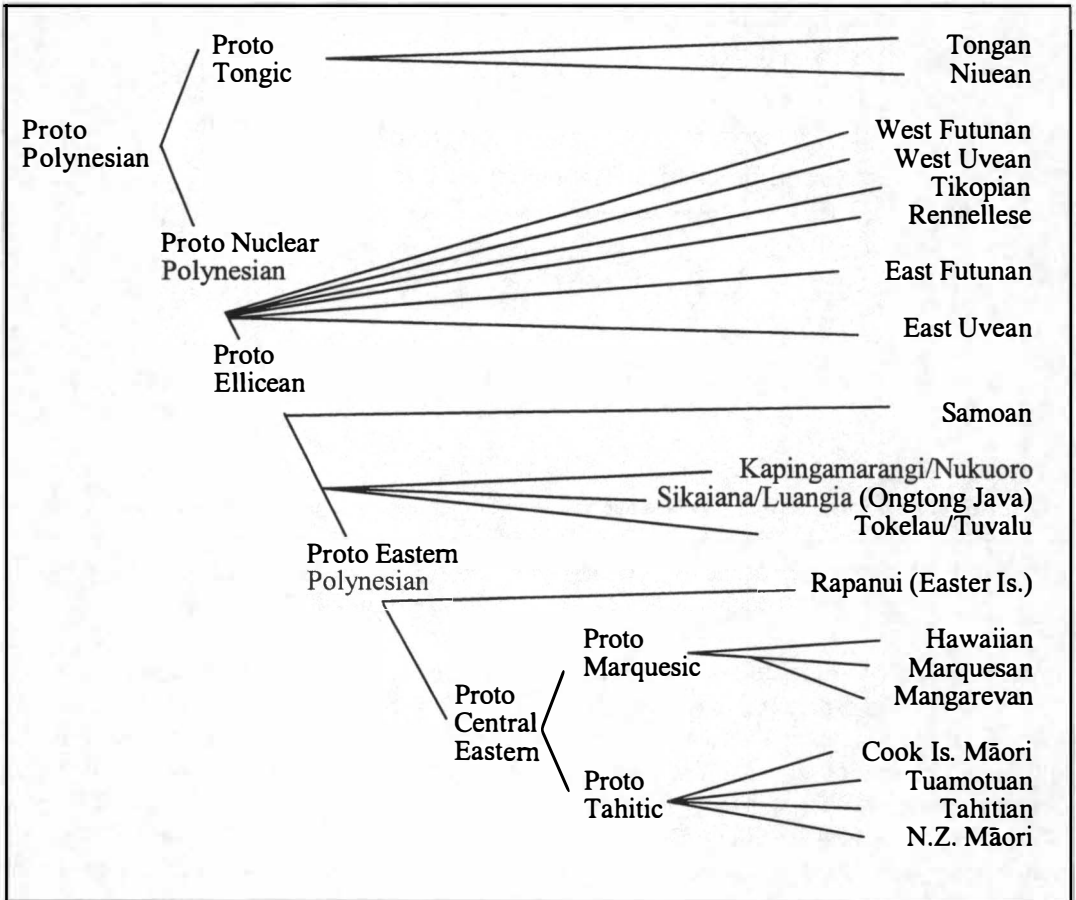 Proto
Tongic
Tongan
Niuean
Proto
Polynesian
West Futunan
West Uvean
Tikopian
Rennellese
Proto Nuclear
Polynesian
East Futunan
East Uvean
Proto
Ellicean
Samoan
Kapingamarangi/Nukuoro
Sikaiana/Luangia (Ongtong Java)
Tokelau/Tuvalu
Proto Eastern
Polynesian
Rapanui (Easter Is.)
Proto
Marquesic
Hawaiian
Marquesan
Mangarevan
Proto
Central
Eastern
Cook Is. Māori
Proto
Tahitic
Tuamotuan
Tahitian
N.Z. Māori